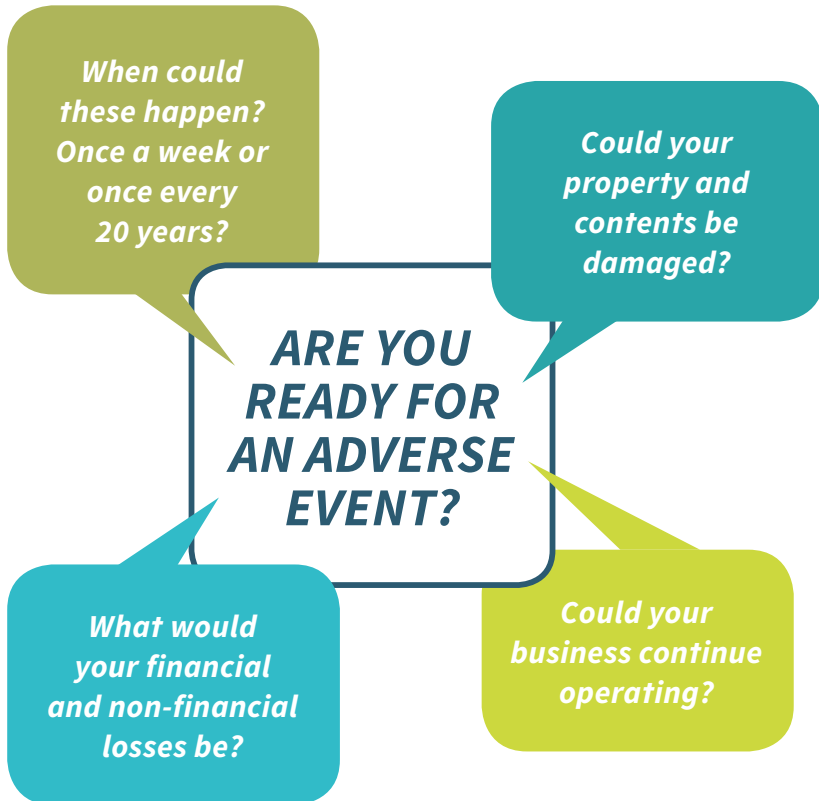 When could
these happen?
Once a week or
once every
20 years?
Could your
property and
contents be
damaged?
ARE YOU
READY FOR
AN ADVERSE
EVENT?
What would
your financial
and non-financial
losses be?
Could your
business continue
operating?